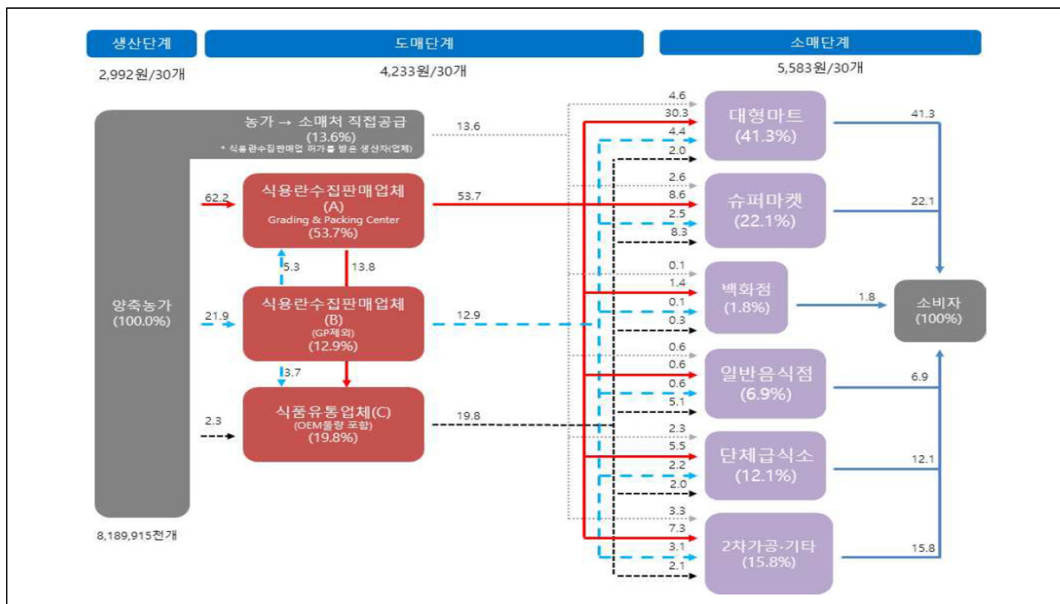 생산단계
도매단계
소매단계
2,992원/30개
4,233원/30개
5,583원/30개
농가 → 소매처 직접공급
(13.6%)
* 식용란수집판매업 허가를 받은 생산자(업체)
13.6
62.2
식용란수집판매업체
(A)
Grading & Packing Center
(53.7%)
53.7
5.3
13.8
양축농가
(100.0%)
21.9
식용란수집판매업체
(B)
(GP제외)
(12.9%)
12.9
3.7
2.3
식품유통업체(C)
(OEM물량 포함)
(19.8%)
19.8
8,189,915천개
4.6
30.3
4.4
2.0
대형마트
(41.3%)
41.3
2.6
8.6
2.5
8.3
슈퍼마켓
(22.1%)
22.1
0.1
1.4
0.1
0.3
백화점
(1.8%)
1.8
소비자
(100%)
0.6
0.6
0.6
5.1
일반음식점
(6.9%)
6.9
2.3
5.5
2.2
2.0
단체급식소
(12.1%)
12.1
3.3
7.3
3.1
2.1
2차가공·기타
(15.8%)
15.8